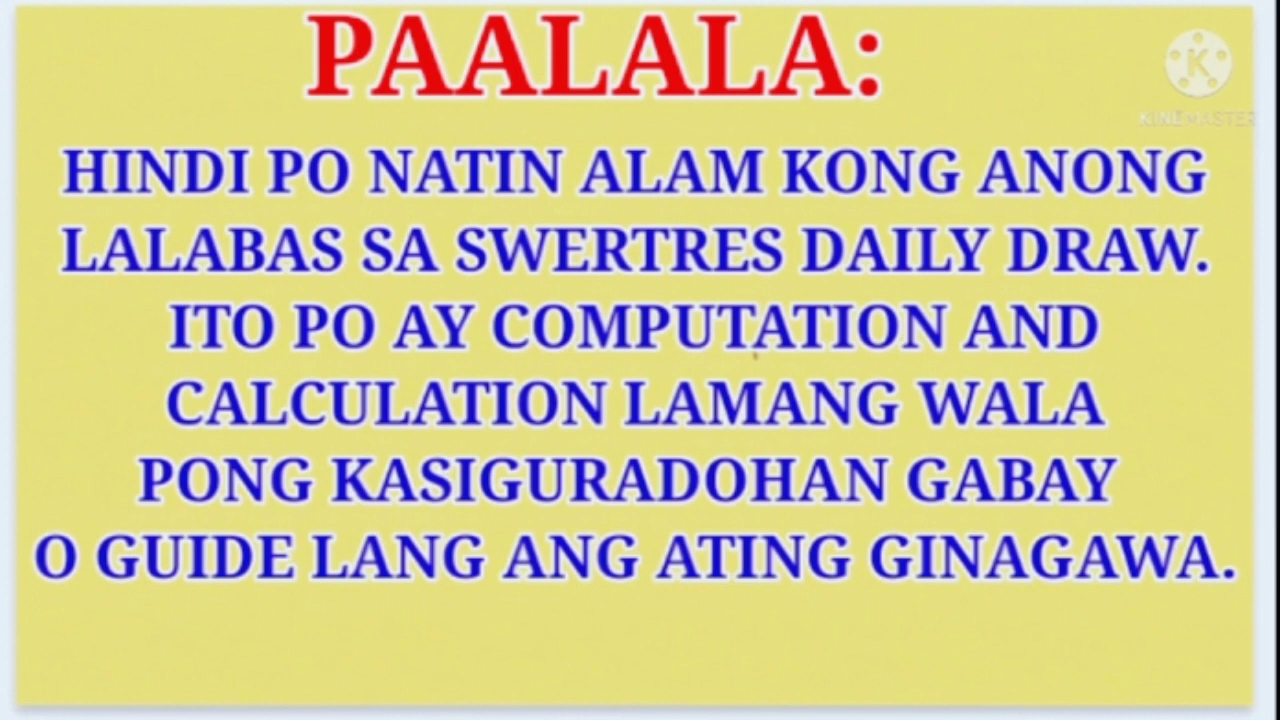 PAALALA:
KINEMASTER
HINDI PO NATIN ALAM KONG ANONG
LALABAS SA SWERTRES DAILY DRAW.
ITO PO AY COMPUTATION AND
CALCULATION LAMANG WALA
PONG KASIGURADOHAN GABAY
O GUIDE LANG ANG ATING GINAGAWA.